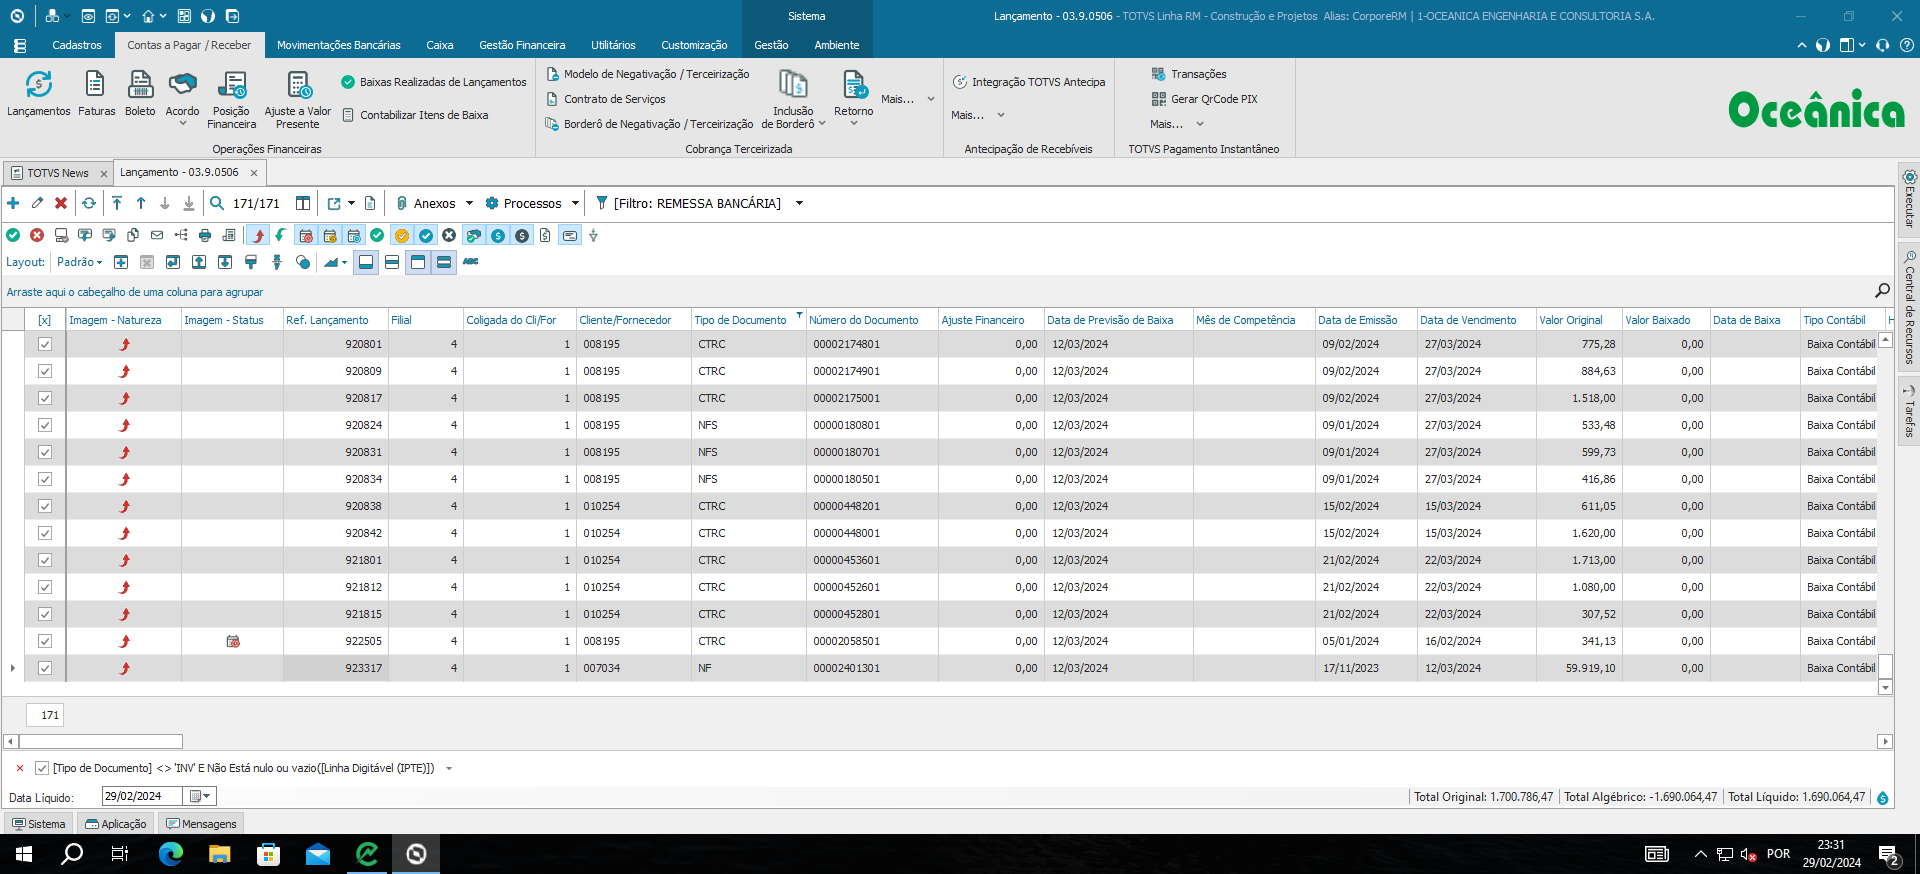 Sistema
Lançamento - 03.9.0506 - TOTVS Linha RM - Construção e Projetos Alias: CorporeRM | 1-OCEANICA ENGENHARIA E CONSULTORIA S.A.
Cadastros Contas a Pagar / Receber Movimentações Bancárias Caixa Gestão Financeira Utilitários Customização Gestão Ambiente
Lançamentos Faturas Boleto Acordo Posição Financeira Ajuste a Valor Presente
Baixas Realizadas de Lançamentos
Contabilizar Itens de Baixa
Operações Financeiras
Modelo de Negativação / Terceirização
Contrato de Serviços
Borderô de Negativação / Terceirização
Inclusão de Borderô Retorno Mais...
Cobrança Terceirizada
Integração TOTVS Antecipa
Mais...
Antecipação de Recebíveis
Transações
Gerar QrCode PIX
Mais...
TOTVS Pagamento Instantâneo
Oceânica
TOTVS News Lançamento - 03.9.0506
171/171 Anexos Processos [Filtro: REMESSA BANCÁRIA]
Layout: Padrão ABC
Arraste aqui o cabeçalho de uma coluna para agrupar
[x] Imagem - Natureza Imagem - Status Ref. Lançamento Filial Coligada do Cli/For Cliente/Fornecedor Tipo de Documento Número do Documento Ajuste Financeiro Data de Previsão de Baixa Mês de Competência Data de Emissão Data de Vencimento Valor Original Valor Baixado Data de Baixa Tipo Contábil H
920801 4 1 008195 CTRC 00002174801 0,00 12/03/2024 09/02/2024 27/03/2024 775,28 0,00 Baixa Contábil
920809 4 1 008195 CTRC 00002174901 0,00 12/03/2024 09/02/2024 27/03/2024 884,63 0,00 Baixa Contábil
920817 4 1 008195 CTRC 00002175001 0,00 12/03/2024 09/02/2024 27/03/2024 1.518,00 0,00 Baixa Contábil
920824 4 1 008195 NFS 00000180801 0,00 12/03/2024 09/01/2024 27/03/2024 533,48 0,00 Baixa Contábil
920831 4 1 008195 NFS 00000180701 0,00 12/03/2024 09/01/2024 27/03/2024 599,73 0,00 Baixa Contábil
920834 4 1 008195 NFS 00000180501 0,00 12/03/2024 09/01/2024 27/03/2024 416,86 0,00 Baixa Contábil
920838 4 1 010254 CTRC 00000448201 0,00 12/03/2024 15/02/2024 15/03/2024 611,05 0,00 Baixa Contábil
920842 4 1 010254 CTRC 00000448001 0,00 12/03/2024 15/02/2024 15/03/2024 1.620,00 0,00 Baixa Contábil
921801 4 1 010254 CTRC 00000453601 0,00 12/03/2024 21/02/2024 22/03/2024 1.713,00 0,00 Baixa Contábil
921812 4 1 010254 CTRC 00000452601 0,00 12/03/2024 21/02/2024 22/03/2024 1.080,00 0,00 Baixa Contábil
921815 4 1 010254 CTRC 00000452801 0,00 12/03/2024 21/02/2024 22/03/2024 307,52 0,00 Baixa Contábil
922505 4 1 008195 CTRC 00002058501 0,00 12/03/2024 05/01/2024 16/02/2024 341,13 0,00 Baixa Contábil
923317 4 1 007034 NF 00002401301 0,00 12/03/2024 17/11/2023 12/03/2024 59.919,10 0,00 Baixa Contábil
171
[Tipo de Documento] <> 'INV' E Não Está nulo ou vazio([Linha Digitável (IPTE)])
Data Líquido: 29/02/2024
Total Original: 1.700.786,47 Total Algébrico: -1.690.064,47 Total Líquido: 1.690.064,47
Sistema Aplicação Mensagens
Executar
Central de Recursos
Tarefas
POR
23:31
29/02/2024
2